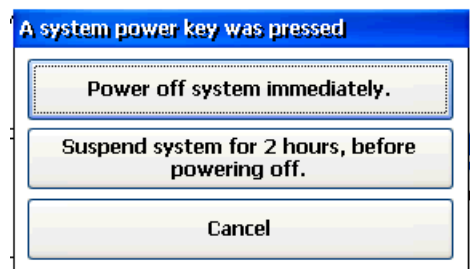 A system power key was pressed
Power off system immediately.
Suspend system for 2 hours, before
powering off.
Cancel